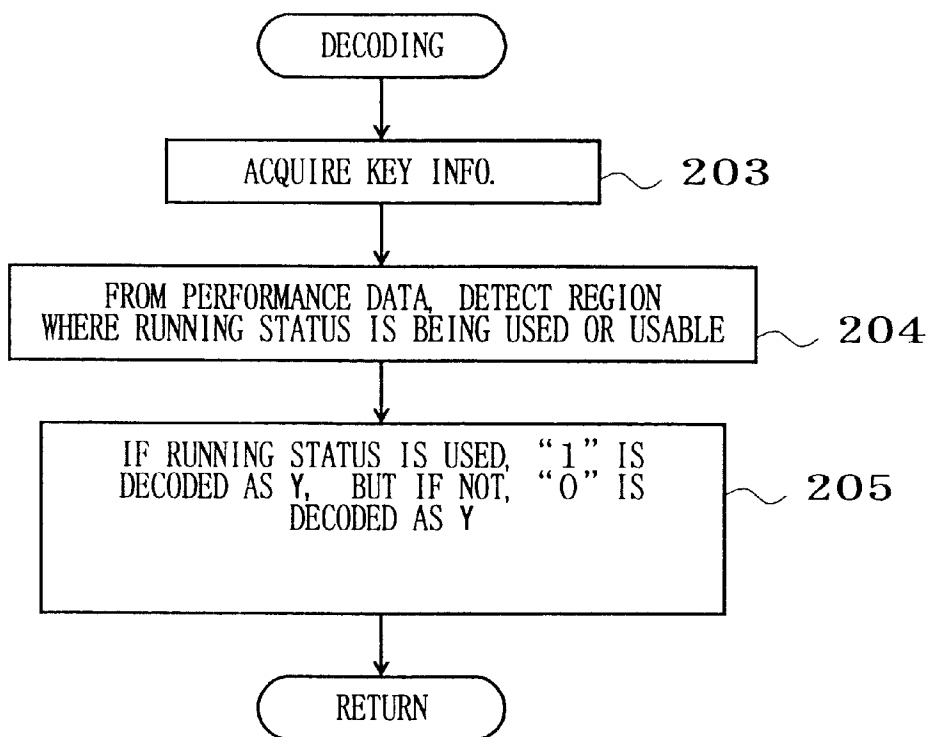 DECODING
ACQUIRE KEY INFO.
203
FROM PERFORMANCE DATA, DETECT REGION
WHERE RUNNING STATUS IS BEING USED OR USABLE
204
IF RUNNING STATUS IS USED, “1” IS
DECODED AS Y, BUT IF NOT, “0” IS
DECODED AS Y
205
RETURN